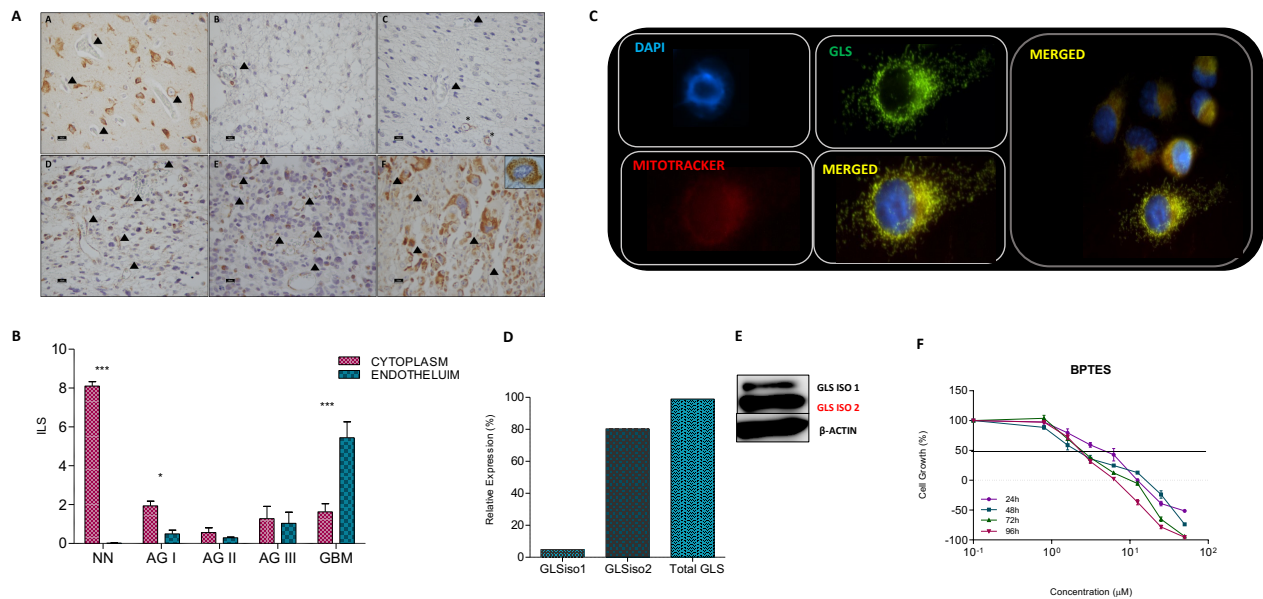 A
A
B
C
*
*
D
E
F
B
10
8
6
4
2
0
ILS
***
*
***
CYTOPLASM
ENDOTHELUIM
NN
AG I
AG II
AG III
GBM
C
DAPI
GLS
MERGED
MITOTRACKER
MERGED
D
100
80
60
40
20
0
Relative Expression (%)
GLSiso1
GLSiso2
Total GLS
E
GLS ISO 1
GLS ISO 2
β-ACTIN
F
BPTES
150
100
50
0
-50
-100
Cell Growth (%)
24h
48h
72h
96h
10-1
100
101
102
Concentration (μM)